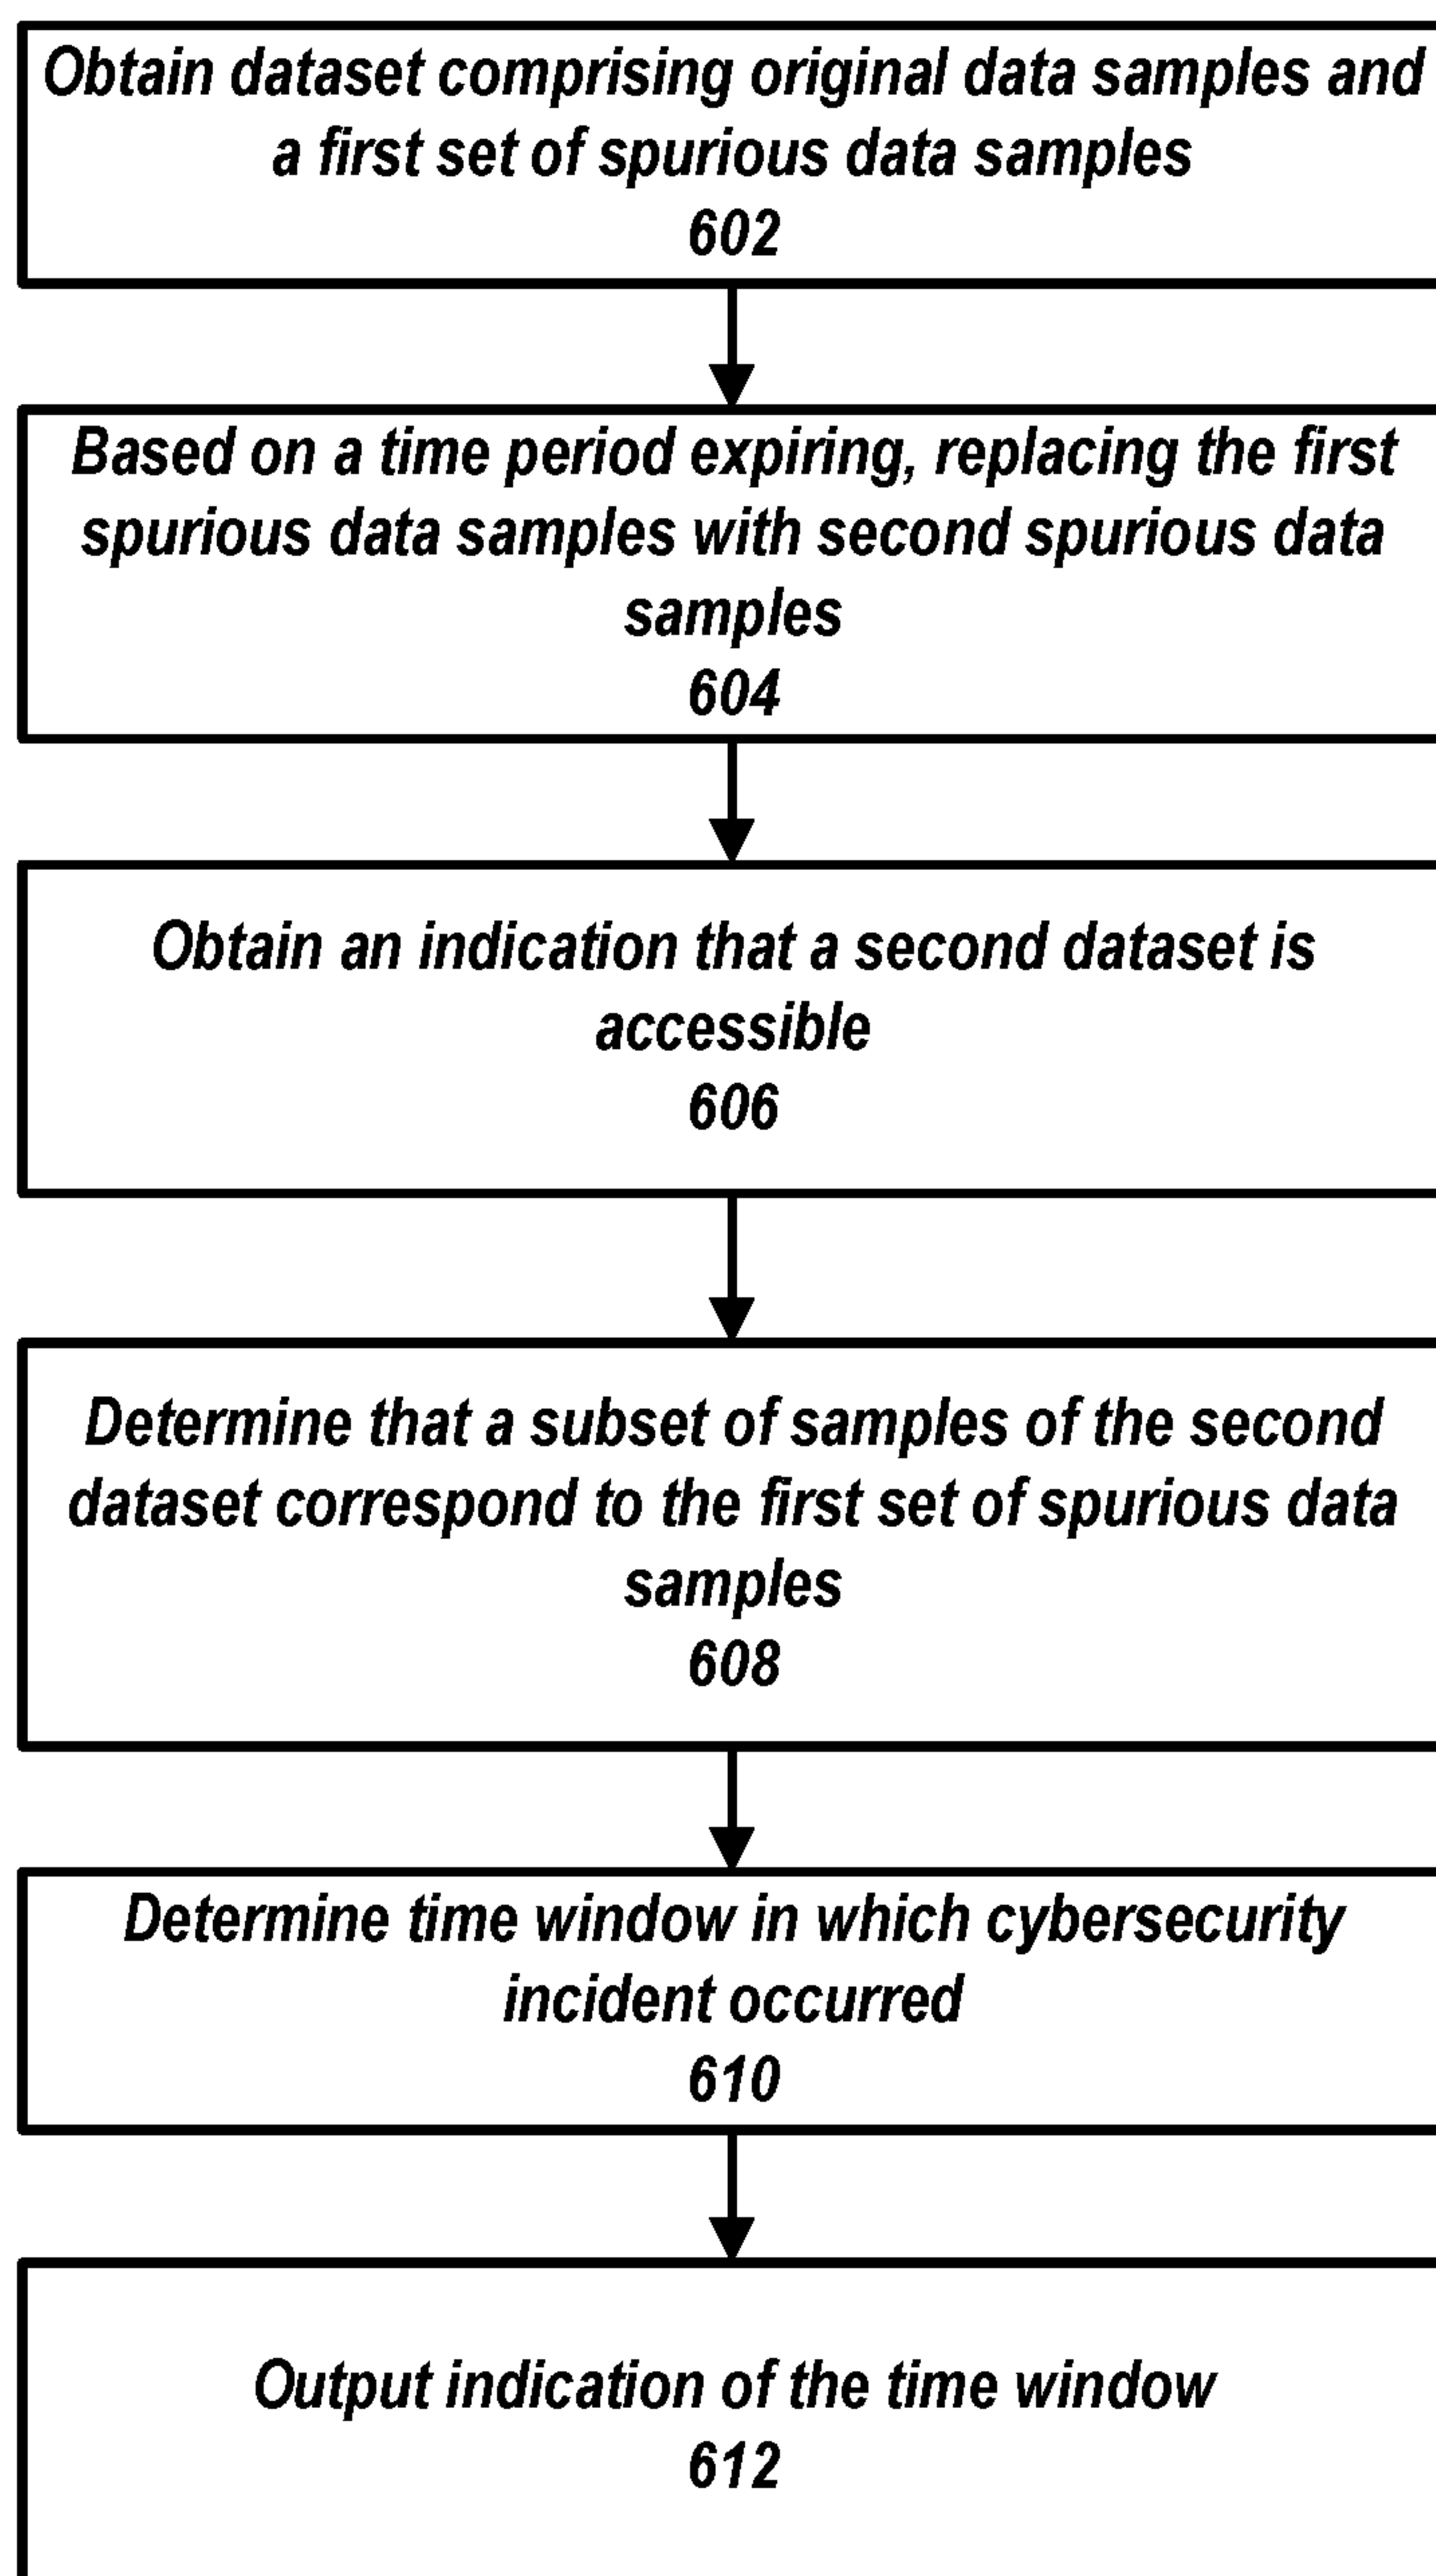 Obtain dataset comprising original data samples and
a first set of spurious data samples
602
Based on a time period expiring, replacing the first
spurious data samples with second spurious data
samples
604
Obtain an indication that a second dataset is
accessible
606
Determine that a subset of samples of the second
dataset correspond to the first set of spurious data
samples
608
Determine time window in which cybersecurity
incident occurred
610
Output indication of the time window
612